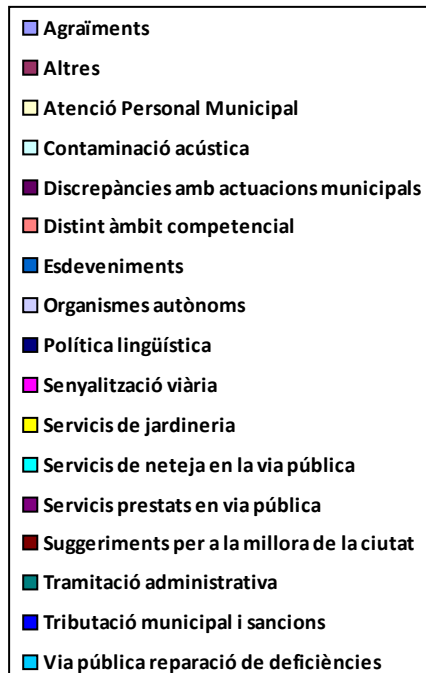 Agraïments
Altres
Atenció Personal Municipal
Contaminació acústica
Discrepàncies amb actuacions municipals
Distint àmbit competencial
Esdeveniments
Organismes autònoms
Política lingüística
Senyalització viària
Servicis de jardineria
Servicis de neteja en la via pública
Servicis prestats en via pública
Suggeriments per a la millora de la ciutat
Tramitació administrativa
Tributació municipal i sancions
Via pública reparació de deficiències